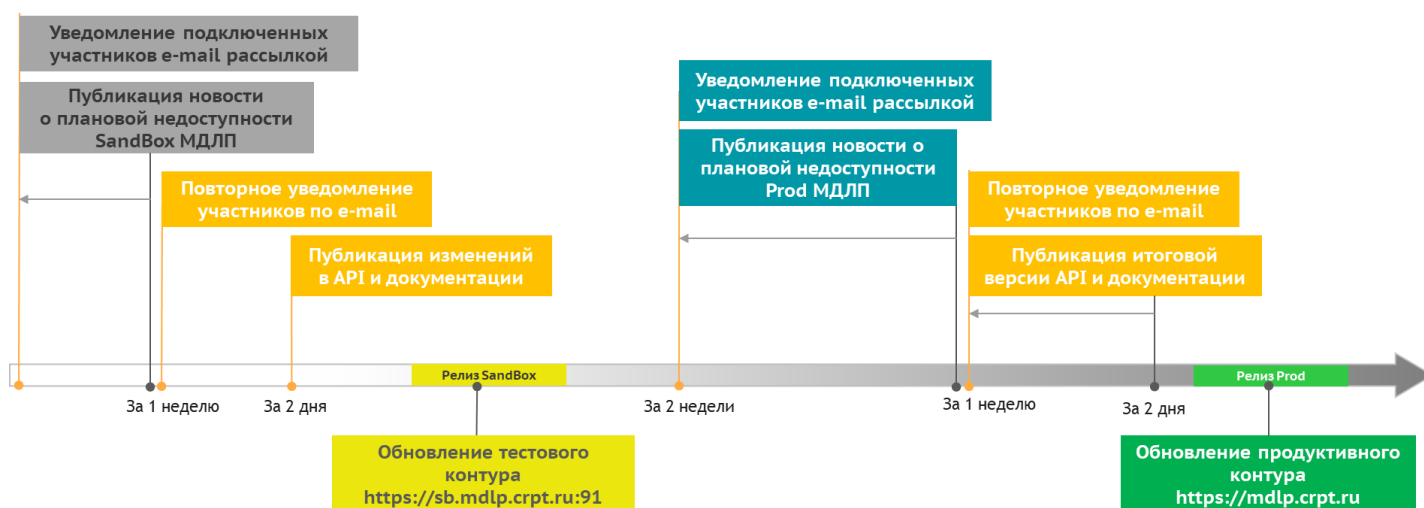 Уведомление подключенных
участников e-mail рассылкой
Публикация новости
о плановой недоступности
SandBox МДЛП
Повторное уведомление
участников по e-mail
Публикация изменений
в API и документации
Уведомление подключенных
участников e-mail рассылкой
Публикация новости о
плановой недоступности
Prod МДЛП
Повторное уведомление
участников по e-mail
Публикация итоговой
версии API и документации
Релиз SandBox
Релиз Prod
За 1 неделю
За 2 дня
За 2 недели
За 1 неделю
За 2 дня
Обновление тестового
контура
https://sb.mdlp.crpt.ru:91
Обновление продуктивного
контура
https://mdlp.crpt.ru